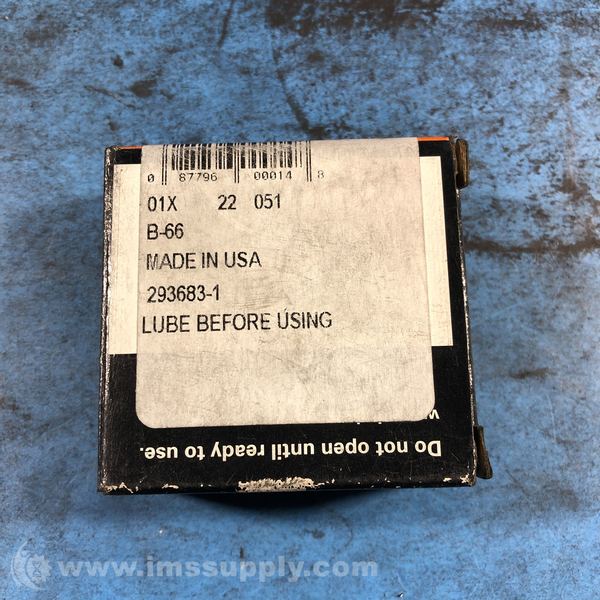 0 87796 00014 8
01X 22 051
B-66
MADE IN USA
293683-1
LUBE BEFORE USING
Do not open until ready to use.
© www.imssupply.com